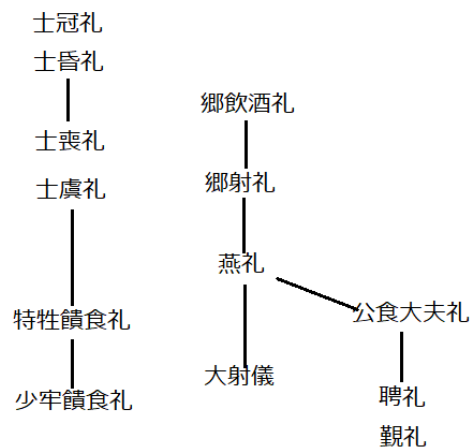 士冠礼
士昏礼
士喪礼
士虞礼
特牲饋食礼
少牢饋食礼
郷飲酒礼
郷射礼
燕礼
大射儀
公食大夫礼
聘礼
覲礼